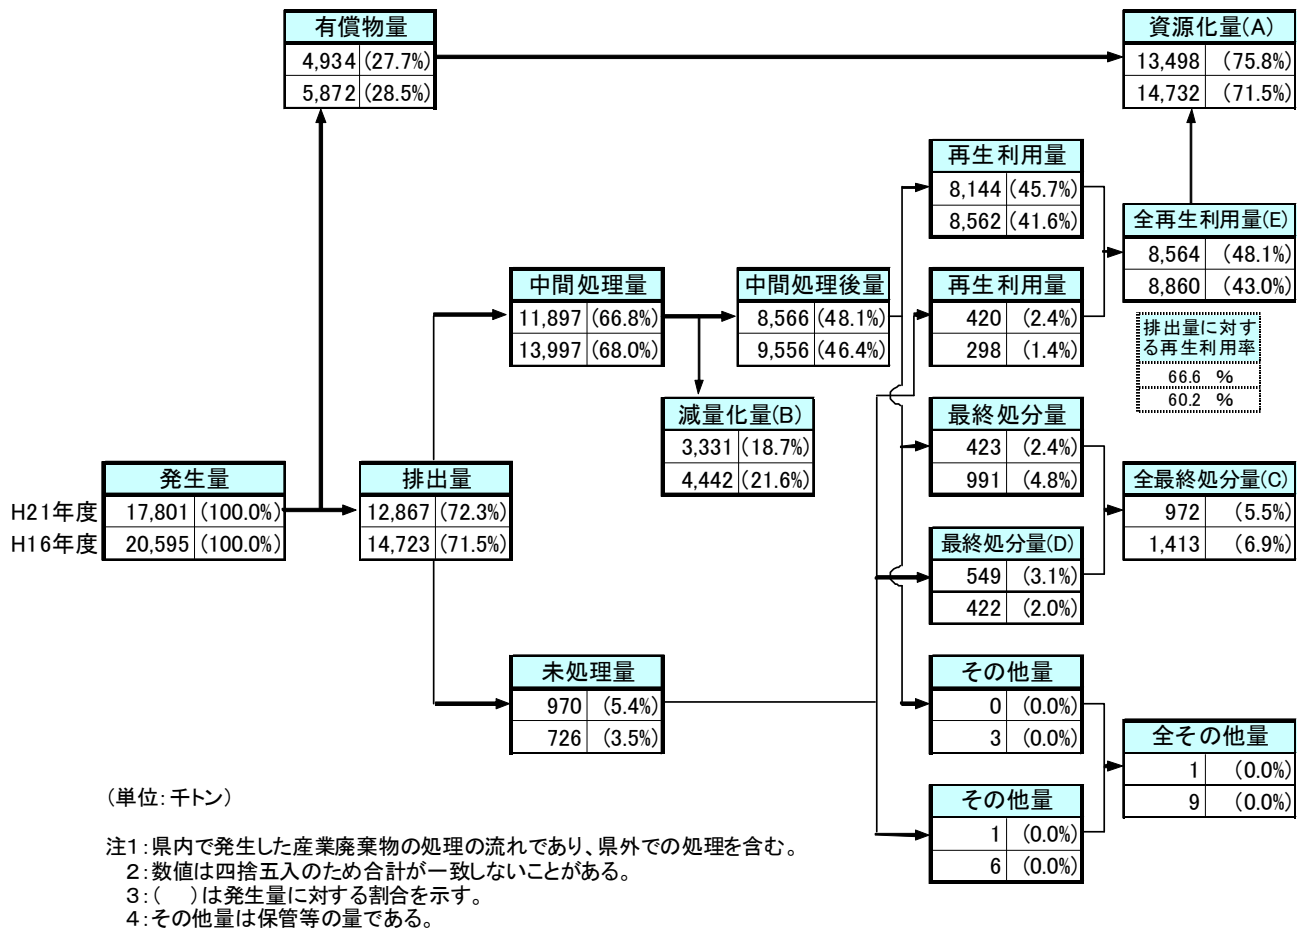 有償物量
4,934 (27.7%)
5,872 (28.5%)
資源化量(A)
13,498 (75.8%)
14,732 (71.5%)
再生利用量
8,144 (45.7%)
8,562 (41.6%)
全再生利用量(E)
8,564 (48.1%)
8,860 (43.0%)
中間処理量
11,897 (66.8%)
13,997 (68.0%)
中間処理後量
8,566 (48.1%)
9,556 (46.4%)
再生利用量
420 (2.4%)
298 (1.4%)
排出量に対す
る再生利用率
66.6 %
60.2 %
減量化量(B)
3,331 (18.7%)
4,442 (21.6%)
最終処分量
423 (2.4%)
991 (4.8%)
発生量
H21年度 17,801 (100.0%)
H16年度 20,595 (100.0%)
排出量
12,867 (72.3%)
14,723 (71.5%)
全最終処分量(C)
972 (5.5%)
1,413 (6.9%)
最終処分量(D)
549 (3.1%)
422 (2.0%)
未処理量
970 (5.4%)
726 (3.5%)
その他量
0 (0.0%)
3 (0.0%)
全その他量
1 (0.0%)
9 (0.0%)
その他量
1 (0.0%)
6 (0.0%)
(単位:千トン)
注1:県内で発生した産業廃棄物の処理の流れであり、県外での処理を含む。
2:数値は四捨五入のため合計が一致しないことがある。
3:( )は発生量に対する割合を示す。
4:その他量は保管等の量である。